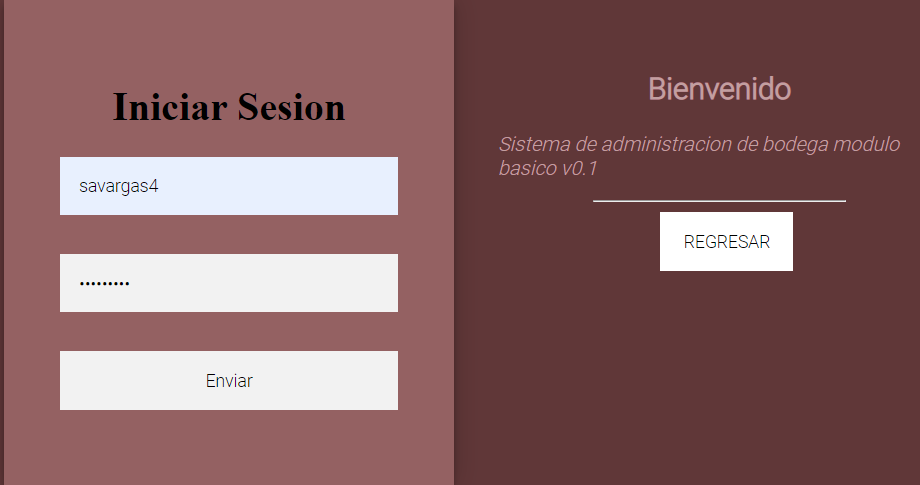 Iniciar Sesion
savargas4
•••••••••
Enviar
Bienvenido
Sistema de administracion de bodega modulo
basico v0.1
REGRESAR